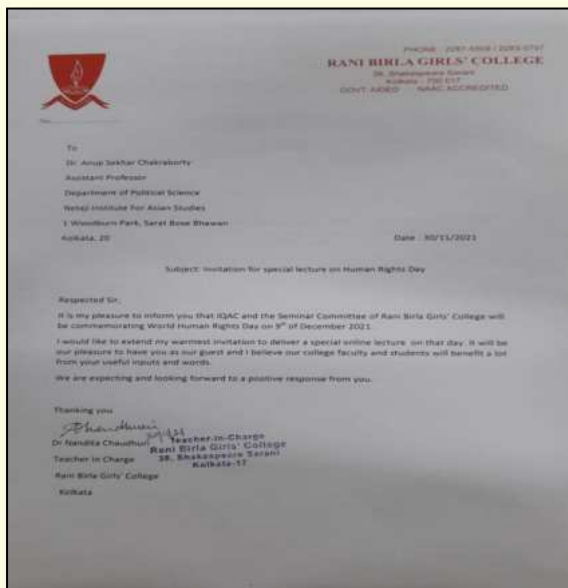 PHONE : 2287-
RANI BIRLA GIRLS' COLLEGE
38, Shakespeare Sarani
Kolkata - 700 017
GOVT. AIDED NAAC ACCREDITED
To
Dr. Anup Sekhar Chakraborty
Assistant Professor
Department of Political Science
Netaji Institute For Asian Studies
1 Woodburn Park, Sarat Bose Bhawan
Kolkata, 20
Date : 30/11/2021
Subject: Invitation for special lecture on Human Rights Day
Respected Sir,
It is my pleasure to inform you that IQAC and the Seminar Committee of Rani Birla Girls' College will
be commemorating World Human Rights Day on 9th of December 2021.
I would like to extend my warmest invitation to deliver a special online lecture on that day. It will be
our pleasure to have you as our guest and I believe our college faculty and students will benefit a lot
from your useful inputs and words.
We are expecting and looking forward to a positive response from you.
Thanking you
Dr Nandita Chaudhuri
Teacher-in-Charge
Rani Birla Girls' College
38, Shakespeare Sarani
Kolkata-17
Teacher In Charge
Rani Birla Girls' College
Kolkata